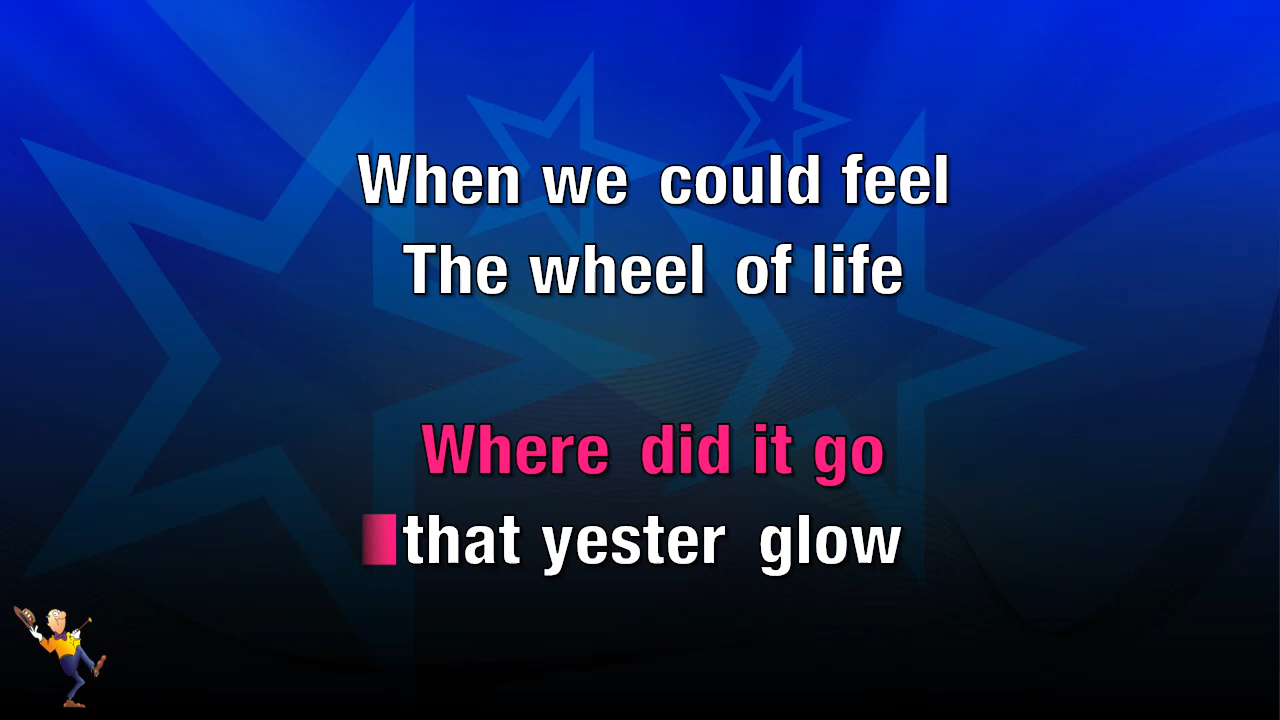 When we could feel
The wheel of life
Where did it go
that yester glow